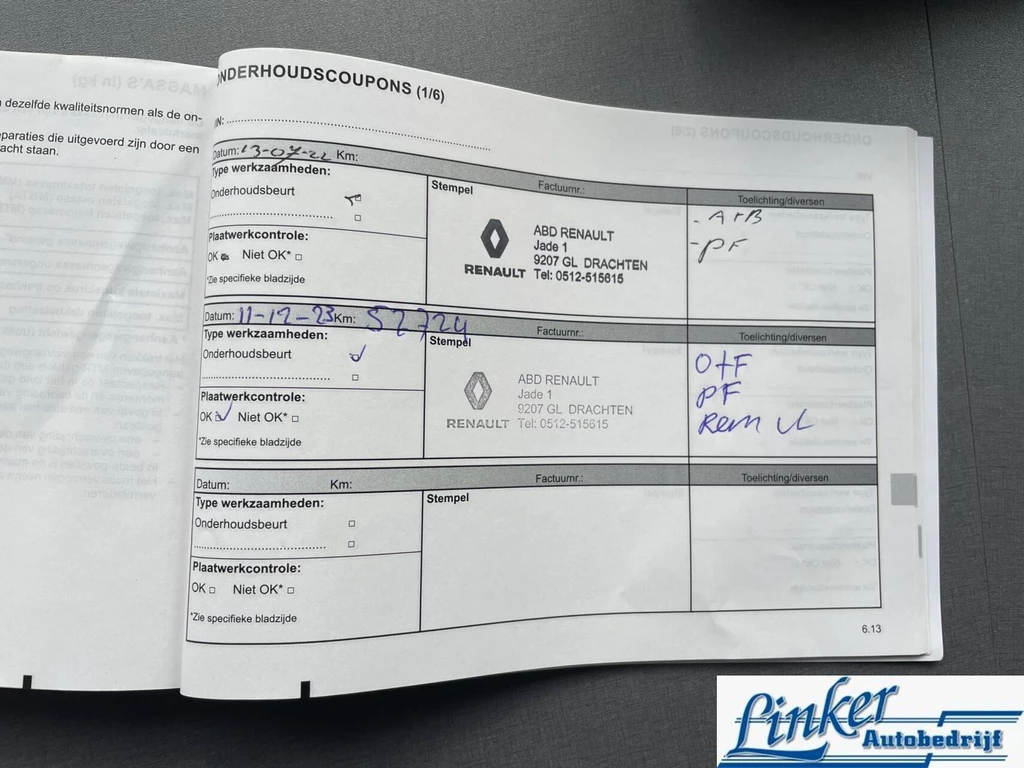 dezelfde kwaliteitsnormen als de on-
paraties die uitgevoerd zijn door een
acht staan.
ONDERHOUDSCOUPONS (1/6)
Datum: 13-07-22 Km:
Type werkzaamheden:
Onderhoudsbeurt
Plaatwerkcontrole:
OK Niet OK*
*Zie specifieke bladzijde
Stempel
Factuurnr.:
RENAULT
ABD RENAULT
Jade 1
9207 GL DRACHTEN
Tel: 0512-515615
Toelichting/diversen
- A+B
- PF
Datum: 11-12-23 Km: 52724
Type werkzaamheden:
Onderhoudsbeurt
Plaatwerkcontrole:
OK Niet OK*
*Zie specifieke bladzijde
Stempel
Factuurnr.:
RENAULT
ABD RENAULT
Jade 1
9207 GL DRACHTEN
Tel: 0512-515615
Toelichting/diversen
O+F
PF
Rem vl
Datum: Km:
Type werkzaamheden:
Onderhoudsbeurt
Plaatwerkcontrole:
OK Niet OK*
*Zie specifieke bladzijde
Stempel
Factuurnr.:
Toelichting/diversen
6.13
Linker
Autobedrijf